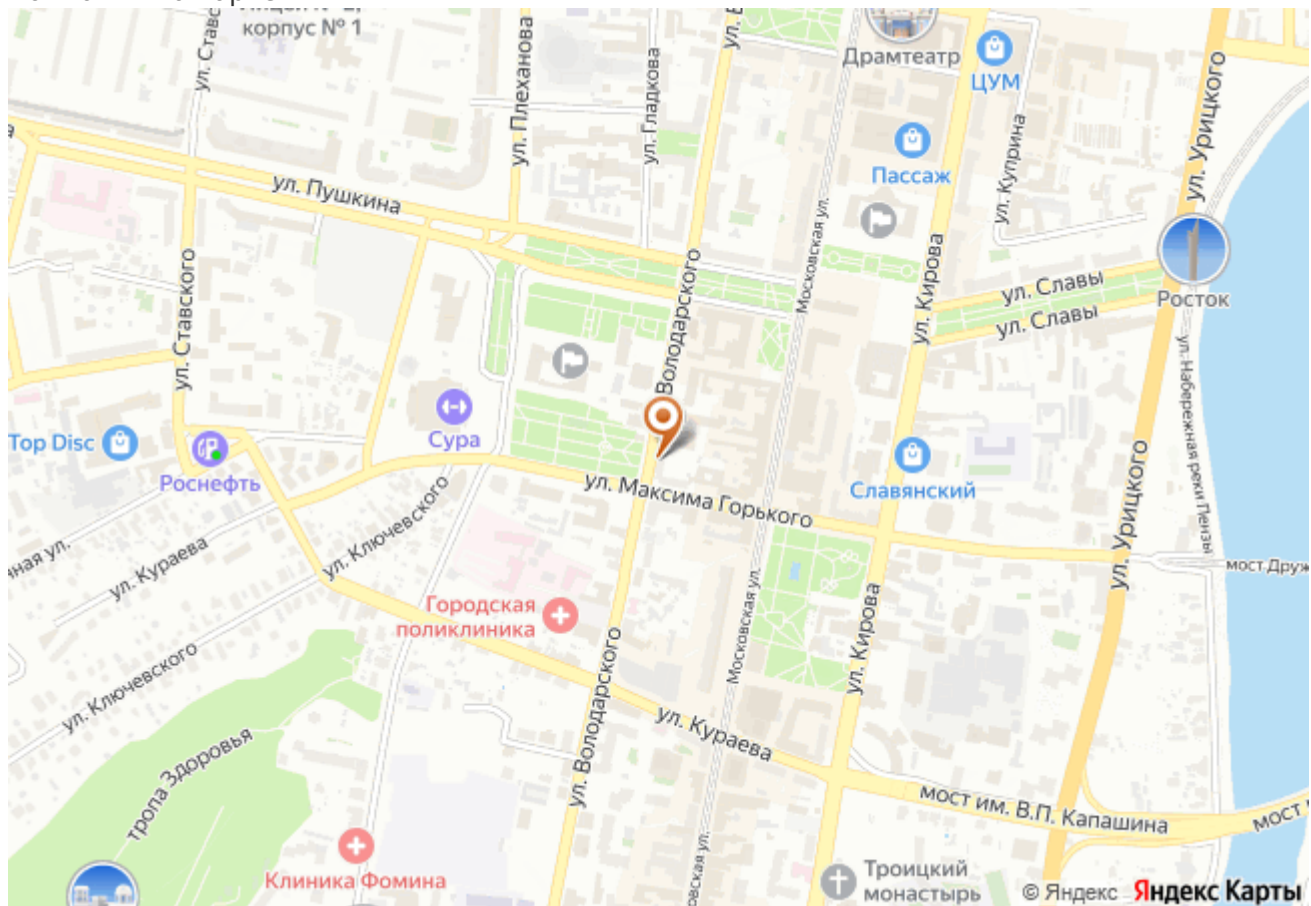 корпус № 1
ул. Плеханова
ул. Гладкова
Драмтеатр
ЦУМ
ул. Урицкого
Пассаж
ул. Куприна
ул. Пушкина
Московская ул.
ул. Ставского
Володарского
ул. Кирова
ул. Славы
ул. Славы
Росток
ул. Набережная реки Пензы
Top Disc
Сура
Роснефть
Славянский
ул. Максима Горького
ул. Урицкого
ул. Кураева
ул. Ключевского
мост Друж
Городская
поликлиника
Московская ул.
ул. Кирова
ул. Ключевского
ул. Володарского
ул. Кураева
тропа Здоровья
мост им. В.П. Капашина
мост
Клиника Фомина
Троицкий
монастырь
© Яндекс Яндекс Карты